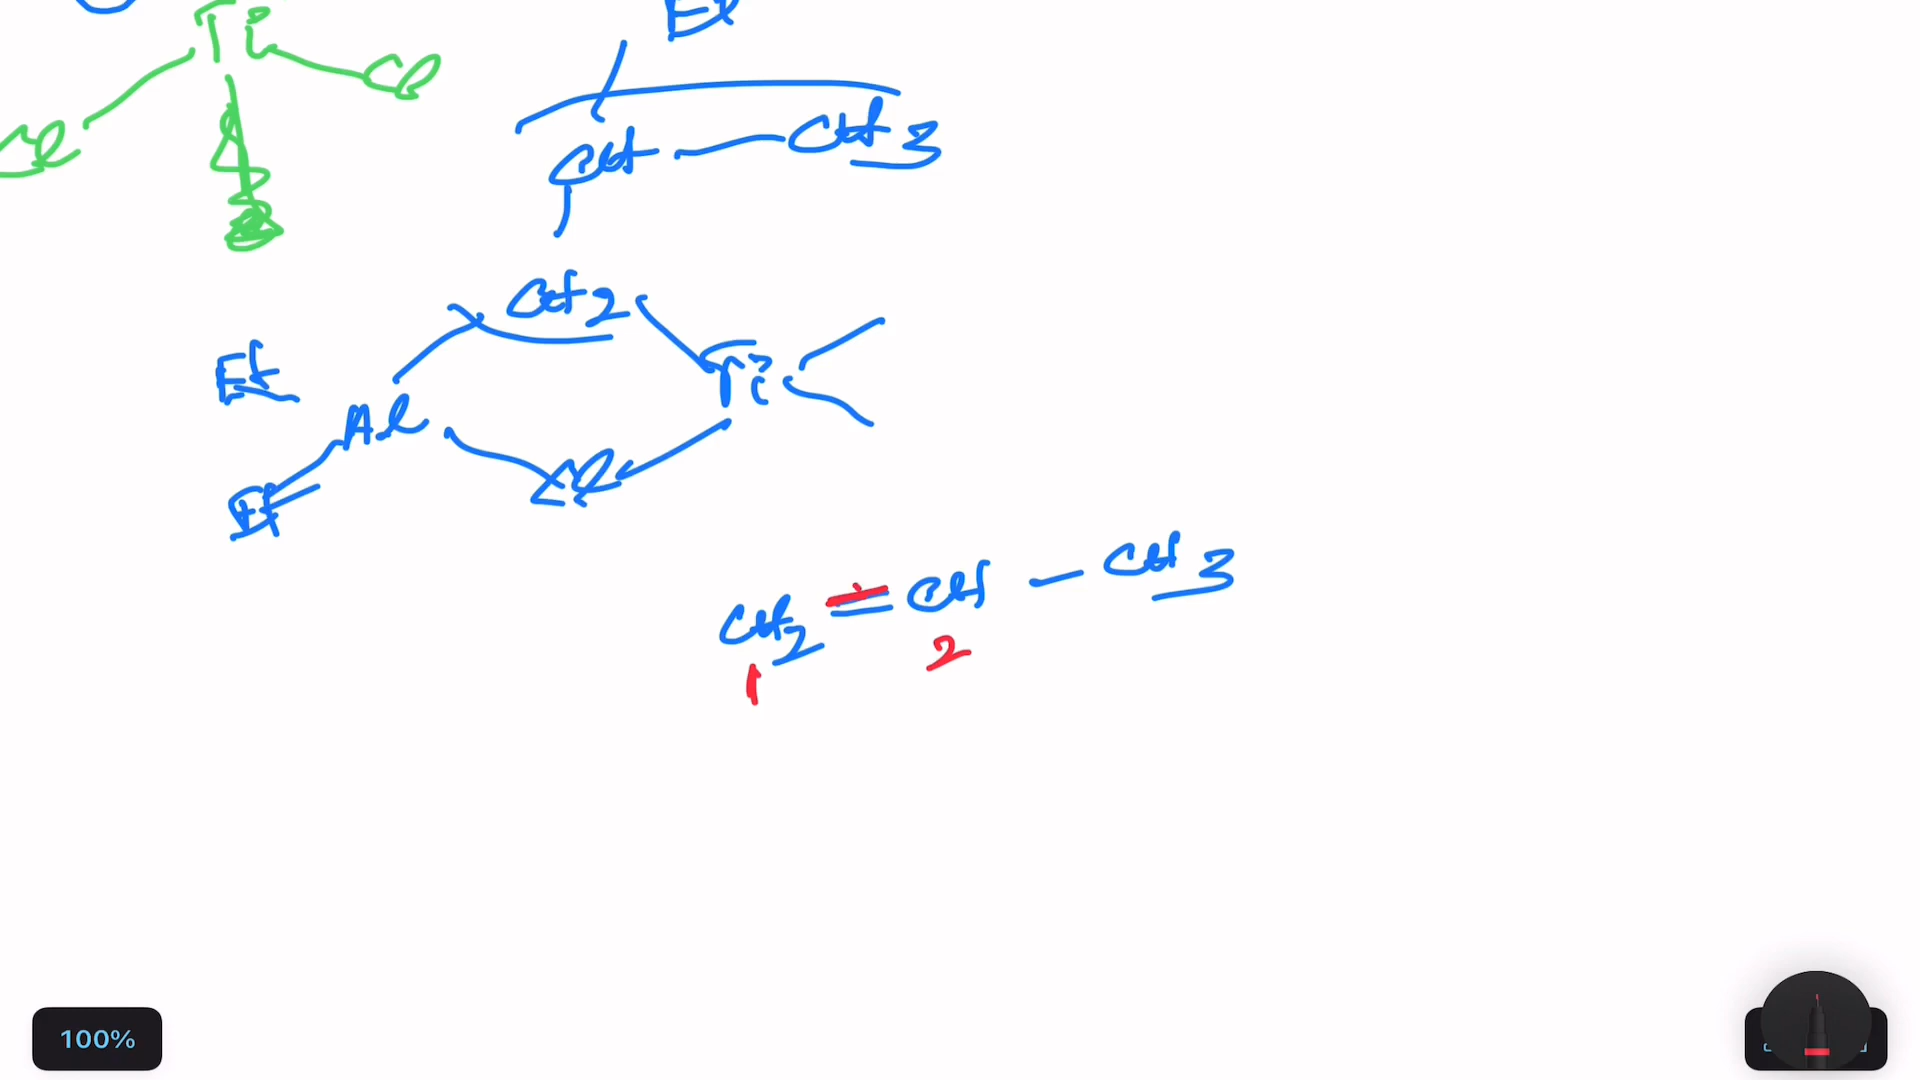 Et
Ti
Cl
Cl
CH — CH3
CH2
Ti
Et
Al
Cl
Et
CH2 = CH — CH3
1 2
100%